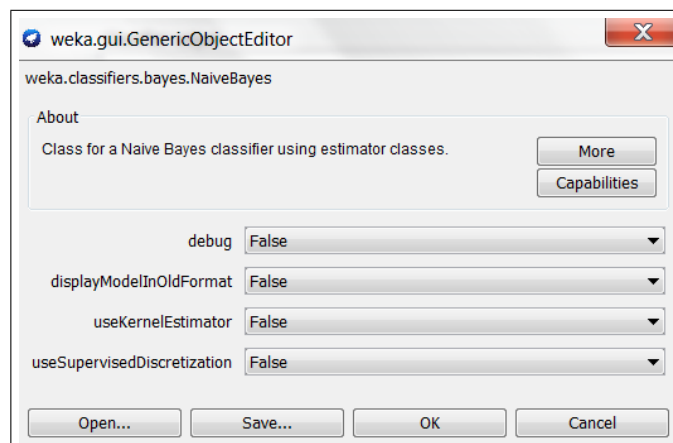 weka.gui.GenericObjectEditor
X
weka.classifiers.bayes.NaiveBayes
About
Class for a Naive Bayes classifier using estimator classes.
More
Capabilities
debug False
displayModelInOldFormat False
useKernelEstimator False
useSupervisedDiscretization False
Open... Save... OK Cancel